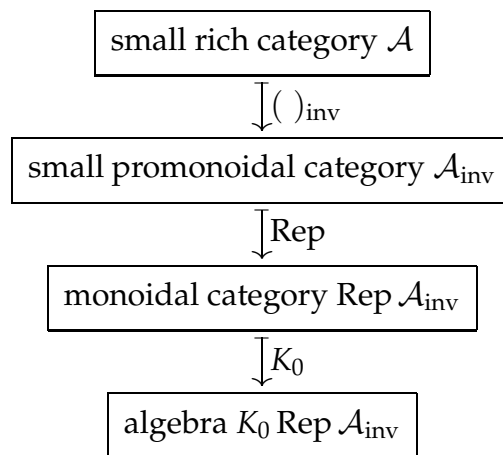 small rich category 𝒜
( )inv
small promonoidal category 𝒜inv
Rep
monoidal category Rep 𝒜inv
K0
algebra K0 Rep 𝒜inv